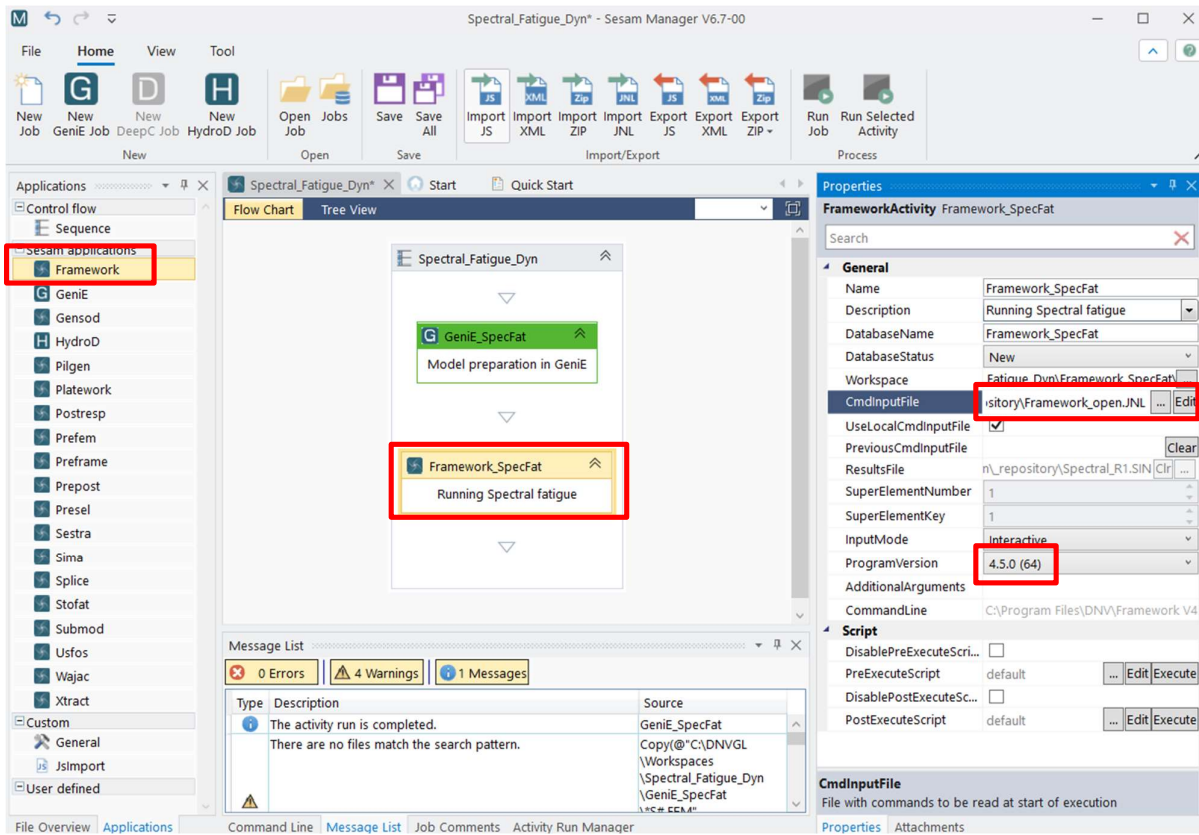 M
Spectral_Fatigue_Dyn* - Sesam Manager V6.7-00
File Home View Tool
New Job
New GeniE Job
New DeepC Job
New HydroD Job
Open Job
Jobs
Save
Save All
Import JS
Import XML
Import ZIP
Import JNL
Export JS
Export XML
Export ZIP
Run Job
Run Selected Activity
New Open Save Import/Export Process
Applications
Control flow
Sequence
Sesam applications
Framework
GeniE
Gensod
HydroD
Pilgen
Platework
Postresp
Prefem
Preframe
Prepost
Presel
Sestra
Sima
Splice
Stofat
Submod
Usfos
Wajac
Xtract
Custom
General
JsImport
User defined
File Overview Applications
Spectral_Fatigue_Dyn* Start Quick Start
Flow Chart Tree View
Spectral_Fatigue_Dyn
GeniE_SpecFat
Model preparation in GeniE
Framework_SpecFat
Running Spectral fatigue
Message List
0 Errors 4 Warnings 1 Messages
Type Description Source
The activity run is completed. GeniE_SpecFat
There are no files match the search pattern. Copy(@"C:\DNVGL
\Workspaces
\Spectral_Fatigue_Dyn
\GeniE_SpecFat
\*S#.FEM"
Command Line Message List Job Comments Activity Run Manager
Properties
FrameworkActivity Framework_SpecFat
Search
General
Name Framework_SpecFat
Description Running Spectral fatigue
DatabaseName Framework_SpecFat
DatabaseStatus New
Workspace Fatigue_Dyn\Framework_SpecFat\ ...
CmdInputFile ository\Framework_open.JNL ... Edit
UseLocalCmdInputFile
PreviousCmdInputFile Clear
ResultsFile n\_repository\Spectral_R1.SIN Clr ...
SuperElementNumber 1
SuperElementKey 1
InputMode Interactive
ProgramVersion 4.5.0 (64)
AdditionalArguments
CommandLine C:\Program Files\DNV\Framework V4
Script
DisablePreExecuteScri...
PreExecuteScript default ... Edit Execute
DisablePostExecuteSc...
PostExecuteScript default ... Edit Execute
CmdInputFile
File with commands to be read at start of execution
Properties Attachments